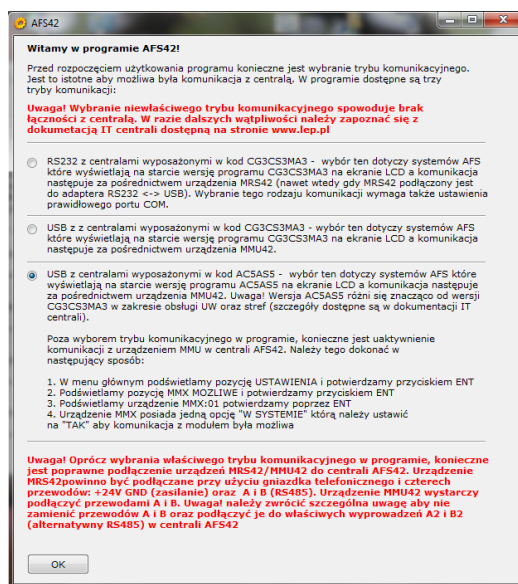 AFS42
Witamy w programie AFS42!
Przed rozpoczęciem użytkowania programu konieczne jest wybranie trybu komunikacyjnego.
Jest to istotne aby możliwa była komunikacja z centralą. W programie dostępne są trzy
tryby komunikacji:
Uwaga! Wybranie niewłaściwego trybu komunikacyjnego spowoduje brak
łączności z centralą. W razie dalszych wątpliwości należy zapoznać się z
dokumetacją IT centrali dostępną na stronie www.lep.pl
RS232 z centralami wyposażonymi w kod CG3CS3MA3 - wybór ten dotyczy systemów AFS
które wyświetlają na starcie wersję programu CG3CS3MA3 na ekranie LCD a komunikacja
następuje za pośrednictwem urządzenia MRS42 (nawet wtedy gdy MRS42 podłączony jest
do adaptera RS232 <-> USB). Wybranie tego rodzaju komunikacji wymaga także ustawienia
prawidłowego portu COM.
USB z z centralami wyposażonymi w kod CG3CS3MA3 - wybór ten dotyczy systemów AFS
które wyświetlają na starcie wersję programu CG3CS3MA3 na ekranie LCD a komunikacja
następuje za pośrednictwem urządzenia MMU42.
USB z centralami wyposażonymi w kod AC5AS5 - wybór ten dotyczy systemów AFS które
wyświetlają na starcie wersję programu AC5AS5 na ekranie LCD a komunikacja następuje
za pośrednictwem urządzenia MMU42. Uwaga! Wersja AC5AS5 różni się znacząco od wersji
CG3CS3MA3 w zakresie obsługi UW oraz stref (szczegóły dostępne są w dokumentacji IT
centrali).
Poza wyborem trybu komunikacyjnego w programie, konieczne jest uaktywnienie
komunikacji z urządzeniem MMU w centrali AFS42. Należy tego dokonać w
następujący sposób:
1. W menu głównym podświetlamy pozycję USTAWIENIA i potwierdzamy przyciskiem ENT
2. Podświetlamy pozycję MMX MOZLIWE i potwierdzamy przyciskiem ENT
3. Podświetlamy urządzenie MMX:01 potwierdzamy poprzez ENT
4. Urządzenie MMX posiada jedną opcję "W SYSTEMIE" którą należy ustawić
na "TAK" aby komunikacja z modułem była możliwa
Uwaga! Oprócz wybrania właściwego trybu komunikacyjnego w programie, konieczne
jest poprawne podłączenie urządzeń MRS42/MMU42 do centrali AFS42. Urządzenie
MRS42powinno być podłączane przy użyciu gniazdka telefonicznego i czterech
przewodów: +24V GND (zasilanie) oraz A i B (RS485). Urządzenie MMU42 wystarczy
podłączyć przewodami A i B. Uwaga! należy zwrócić szczególna uwagę aby nie
zamienić przewodów A i B oraz podłączyć je do właściwych wyprowadzeń A2 i B2
(alternatywny RS485) w centrali AFS42
OK